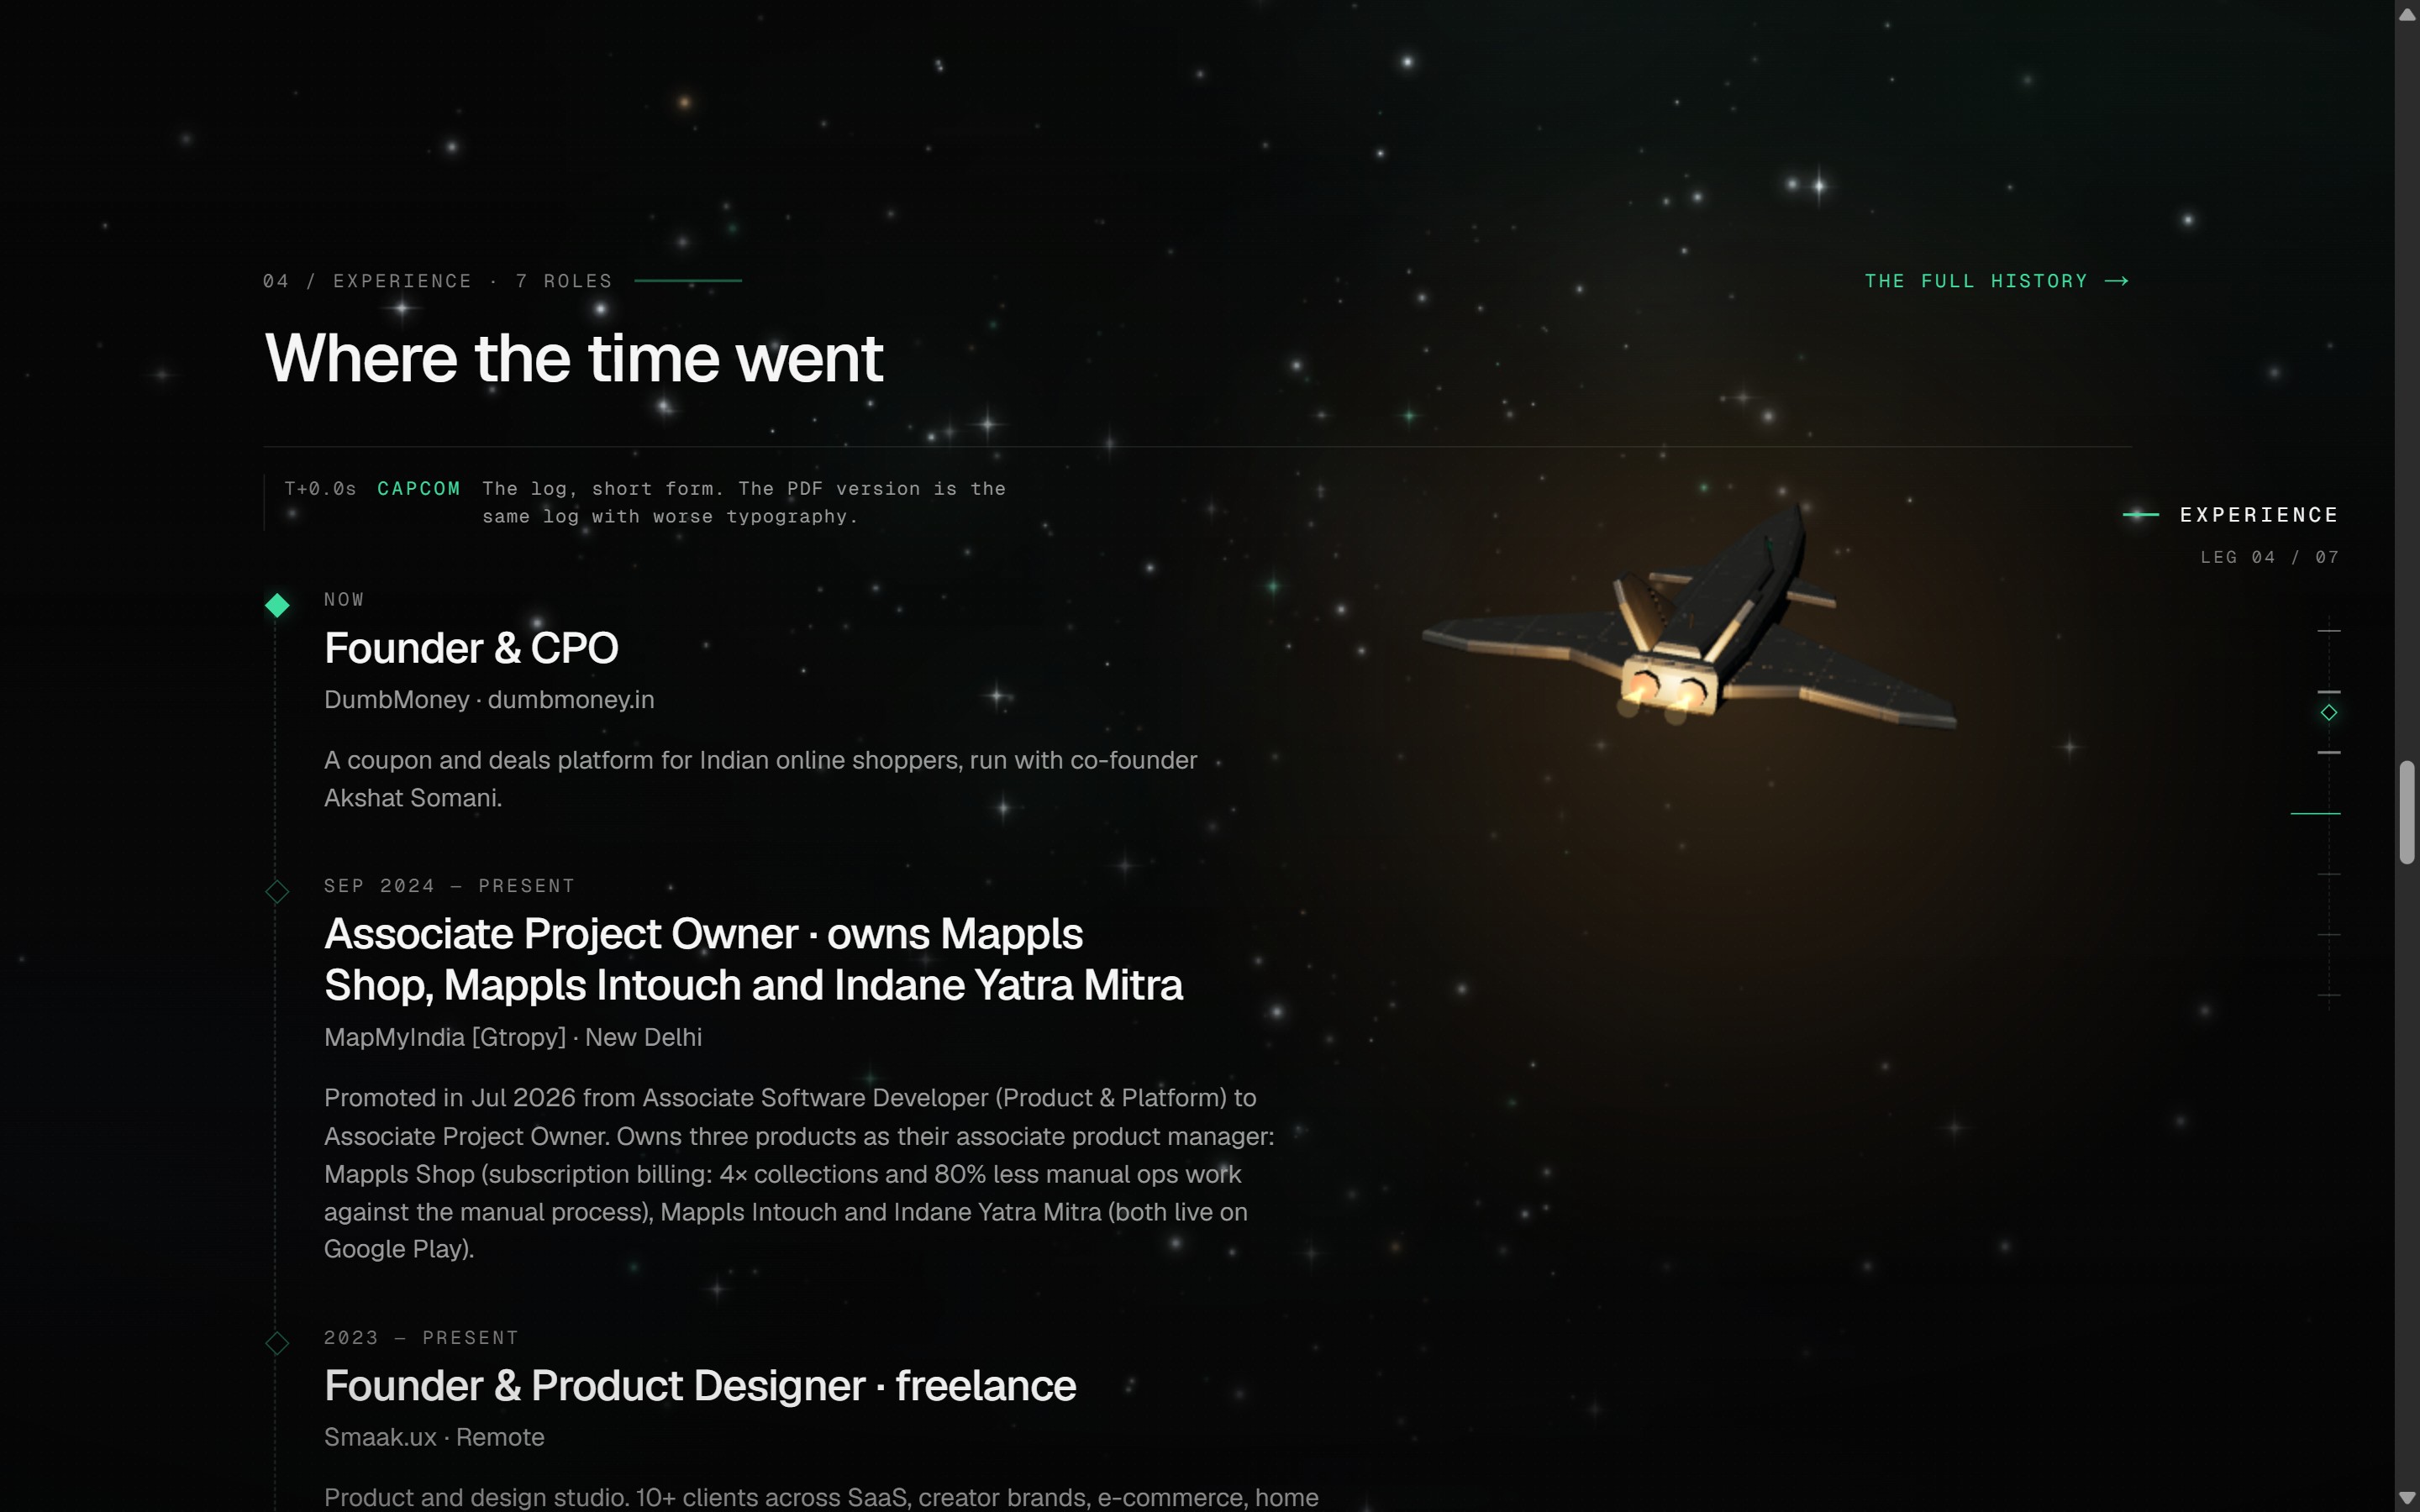 04 / EXPERIENCE · 7 ROLES
THE FULL HISTORY →
Where the time went
T+0.0s CAPCOM The log, short form. The PDF version is the
same log with worse typography.
EXPERIENCE
LEG 04 / 07
NOW
Founder & CPO
DumbMoney · dumbmoney.in
A coupon and deals platform for Indian online shoppers, run with co-founder
Akshat Somani.
SEP 2024 — PRESENT
Associate Project Owner · owns Mappls
Shop, Mappls Intouch and Indane Yatra Mitra
MapMyIndia [Gtropy] · New Delhi
Promoted in Jul 2026 from Associate Software Developer (Product & Platform) to
Associate Project Owner. Owns three products as their associate product manager:
Mappls Shop (subscription billing: 4× collections and 80% less manual ops work
against the manual process), Mappls Intouch and Indane Yatra Mitra (both live on
Google Play).
2023 — PRESENT
Founder & Product Designer · freelance
Smaak.ux · Remote
Product and design studio. 10+ clients across SaaS, creator brands, e-commerce, home